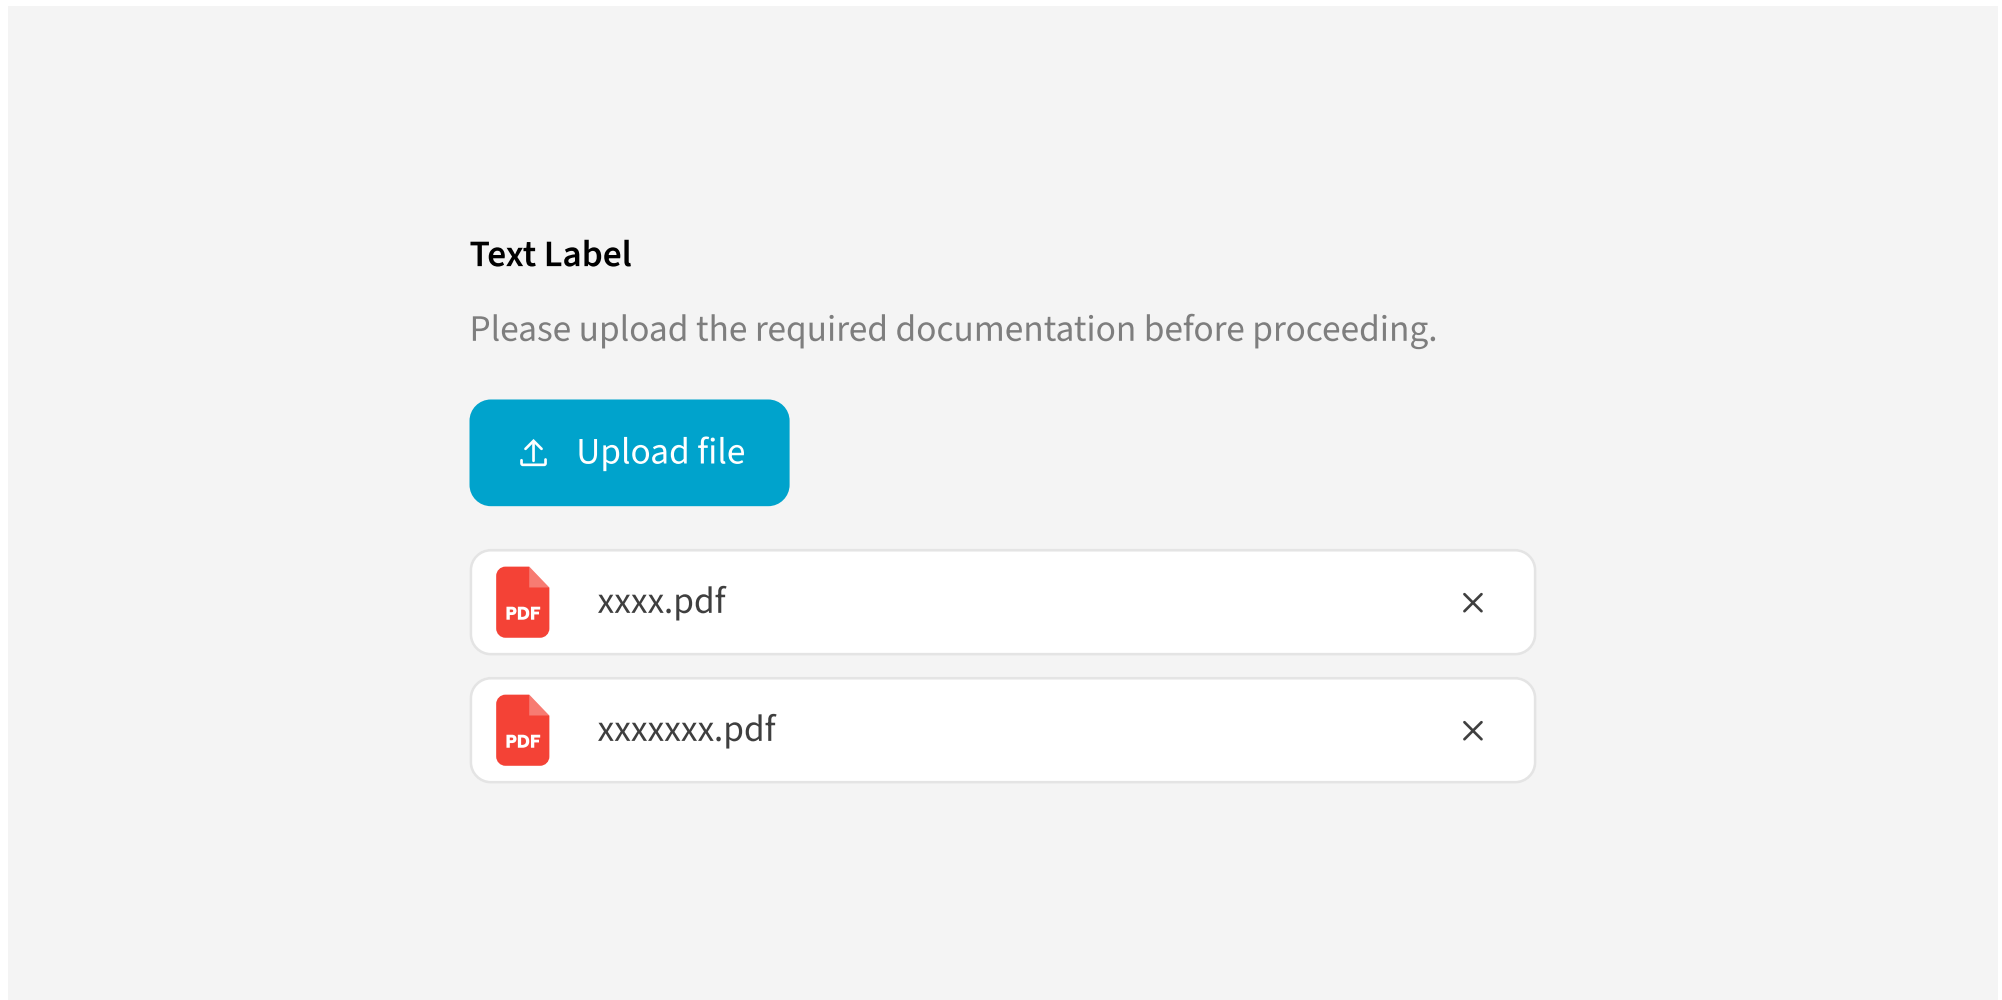 Text Label
Please upload the required documentation before proceeding.
Upload file
PDF xxxx.pdf
PDF xxxxxxx.pdf